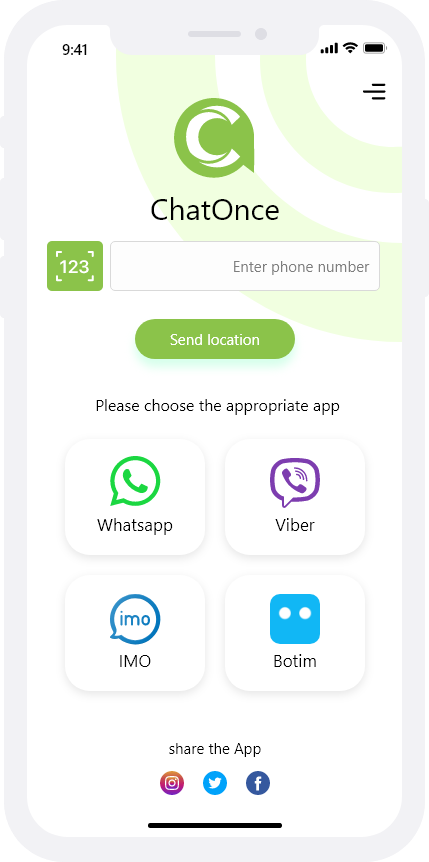 9:41
ChatOnce
123
Enter phone number
Send location
Please choose the appropriate app
Whatsapp
Viber
imo
IMO
Botim
share the App